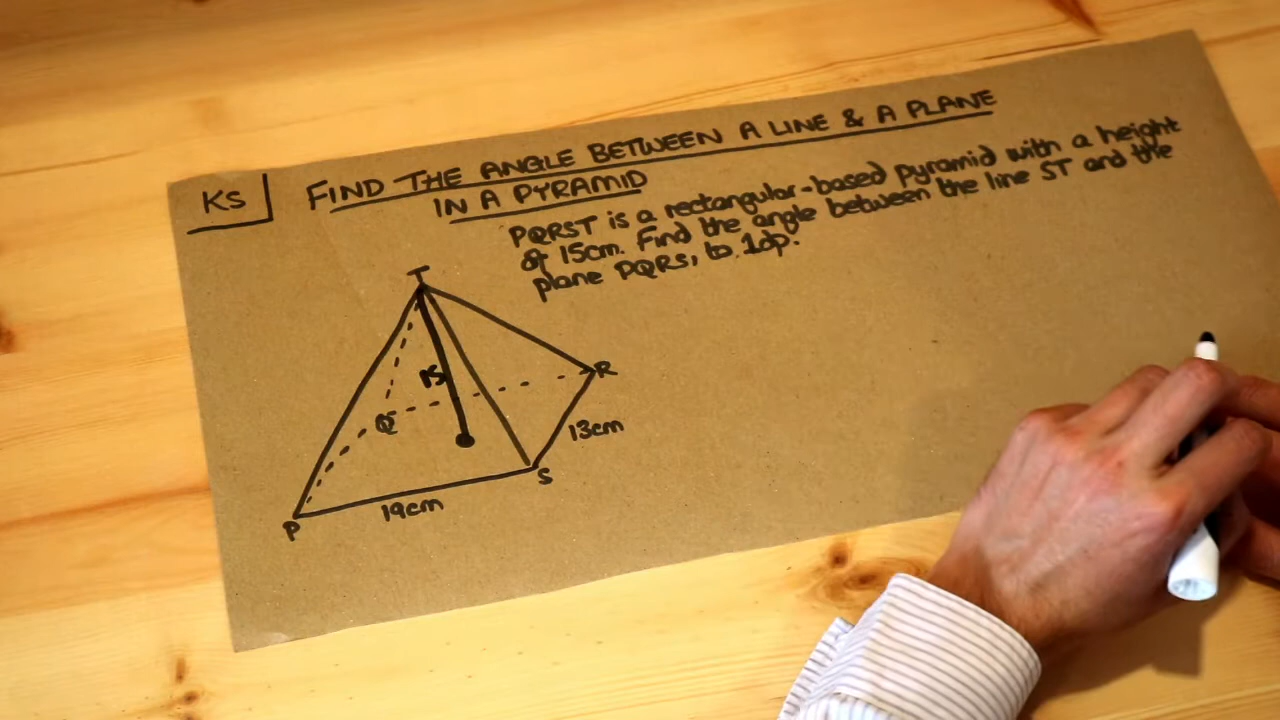 KS
FIND THE ANGLE BETWEEN A LINE & A PLANE
IN A PYRAMID
PQRST is a rectangular-based pyramid with a height
of 15cm. Find the angle between the line ST and the
plane PQRS, to 1dp.
T
15
R
Q
13cm
S
19cm
P